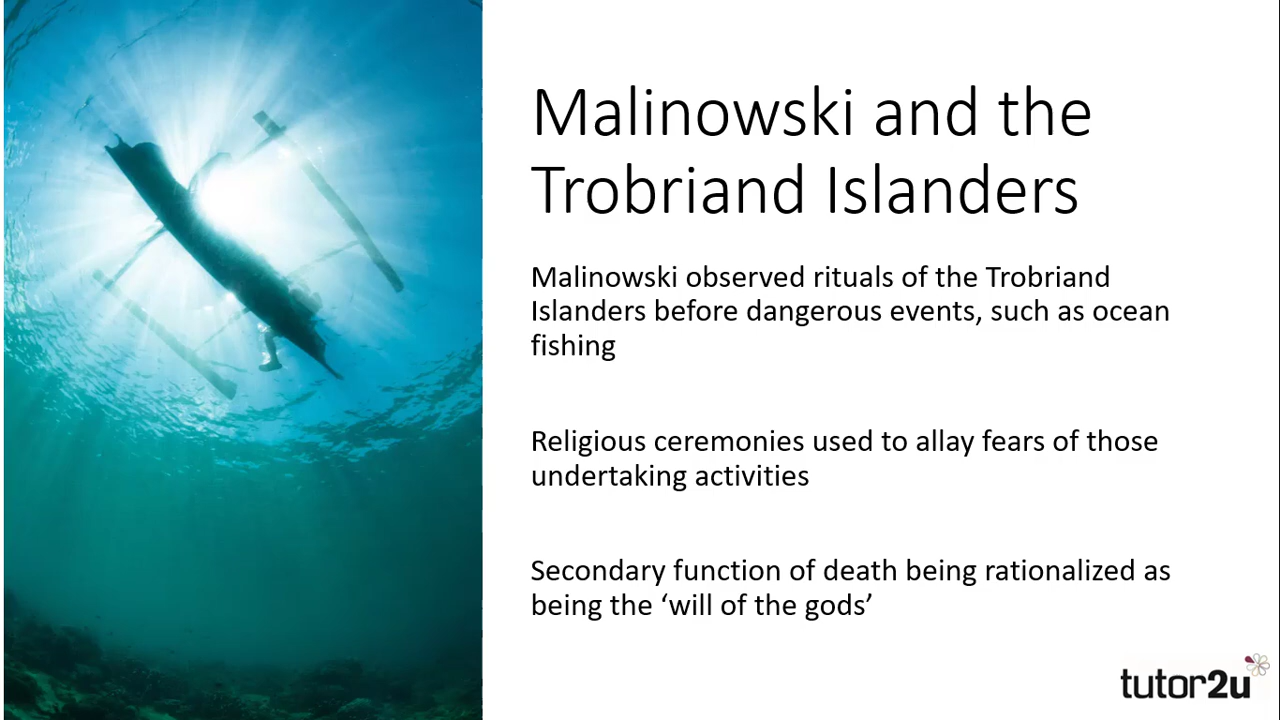 Malinowski and the
Trobriand Islanders
Malinowski observed rituals of the Trobriand
Islanders before dangerous events, such as ocean
fishing
Religious ceremonies used to allay fears of those
undertaking activities
Secondary function of death being rationalized as
being the ‘will of the gods’
tutor2u